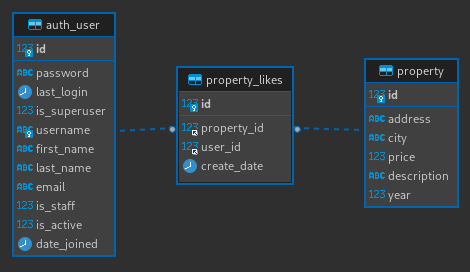 auth_user
123 id
ABC password
last_login
123 is_superuser
ABC username
ABC first_name
ABC last_name
ABC email
123 is_staff
123 is_active
date_joined
property_likes
123 id
123 property_id
123 user_id
create_date
property
123 id
ABC address
ABC city
123 price
ABC description
123 year